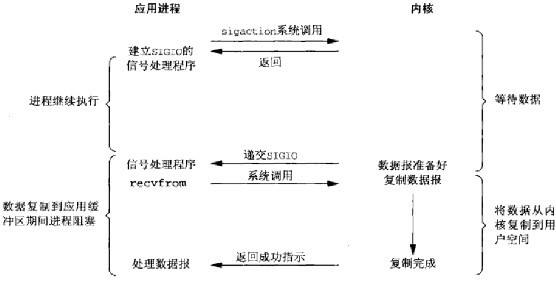 应用进程
内核
sigaction系统调用
建立SIGIO的
信号处理程序
返回
进程继续执行
等待数据
递交SIGIO
信号处理程序
数据报准备好
recvfrom
系统调用
复制数据报
数据复制到应用缓
冲区期间进程阻塞
将数据从内
核复制到用
户空间
返回成功指示
处理数据报
复制完成